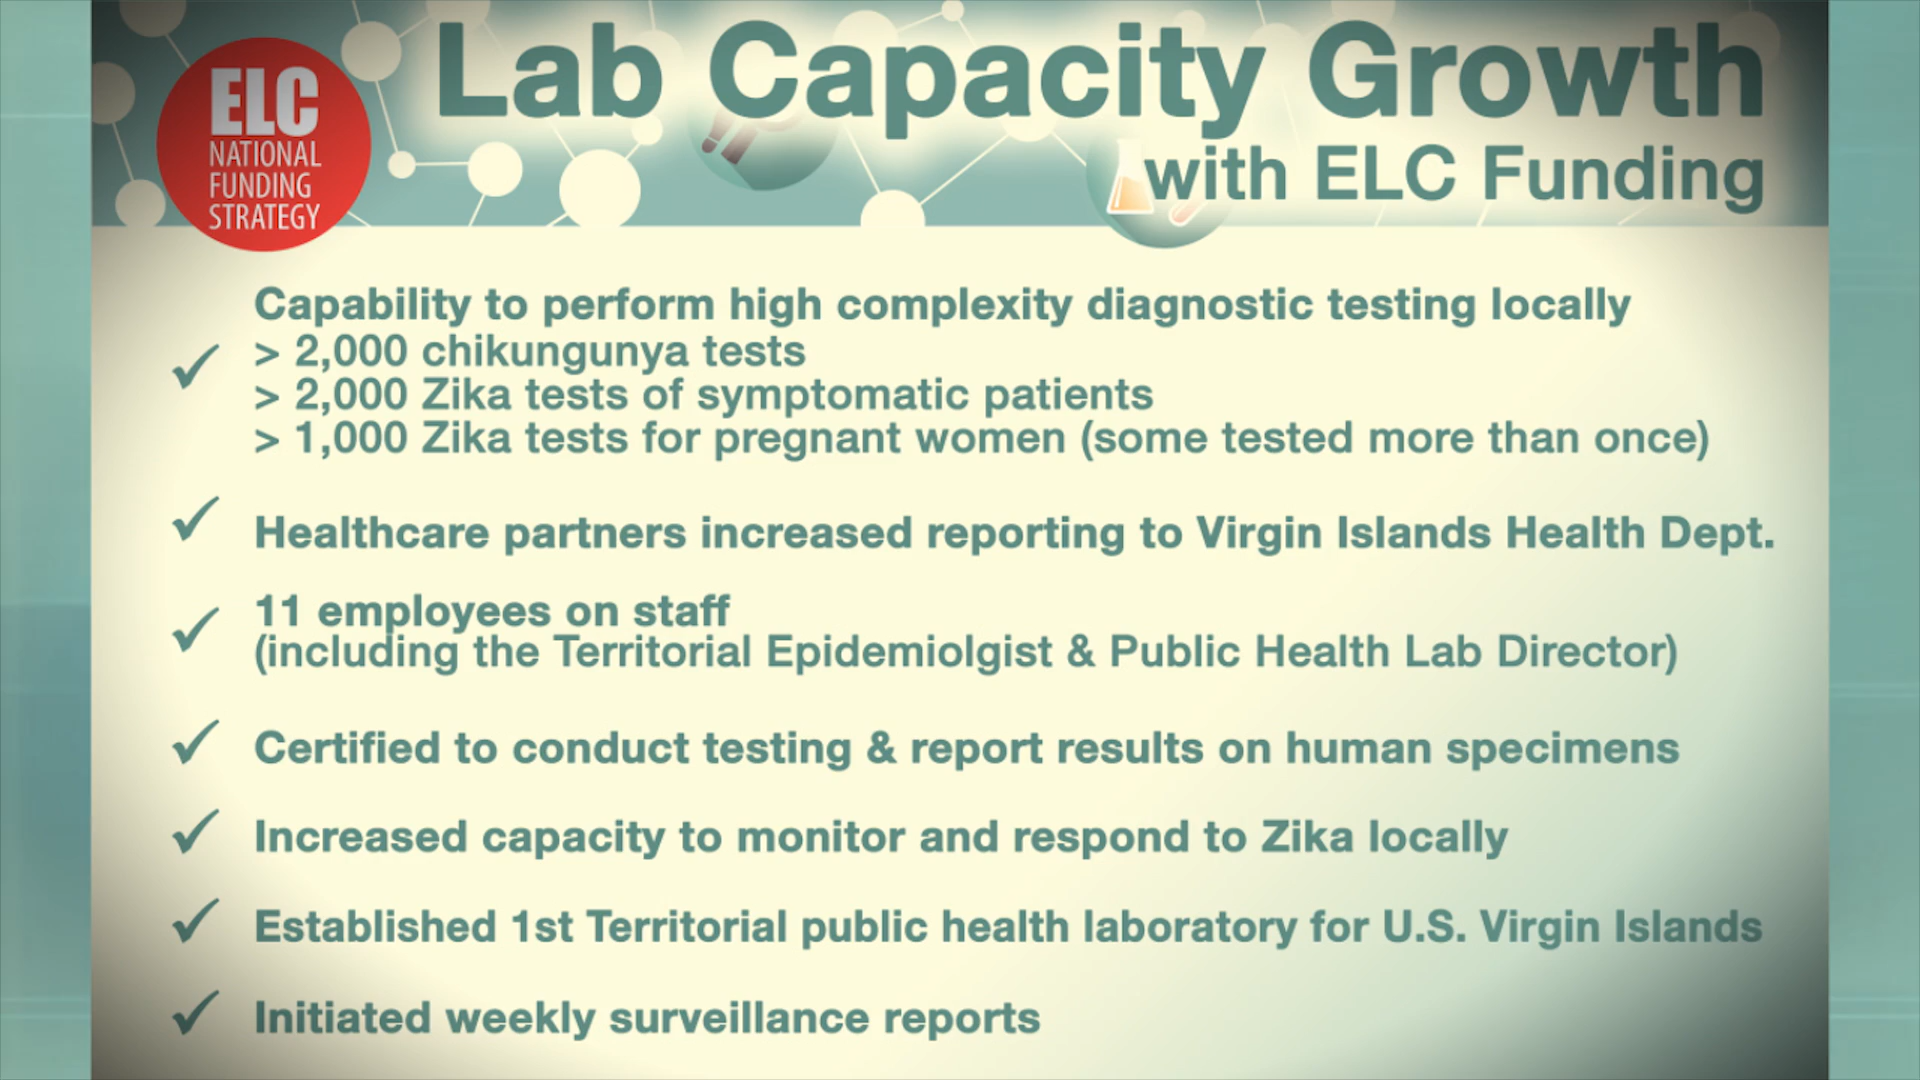 ELC
NATIONAL
FUNDING
STRATEGY
Lab Capacity Growth
with ELC Funding
✓ Capability to perform high complexity diagnostic testing locally
> 2,000 chikungunya tests
> 2,000 Zika tests of symptomatic patients
> 1,000 Zika tests for pregnant women (some tested more than once)
✓ Healthcare partners increased reporting to Virgin Islands Health Dept.
✓ 11 employees on staff
(including the Territorial Epidemiolgist & Public Health Lab Director)
✓ Certified to conduct testing & report results on human specimens
✓ Increased capacity to monitor and respond to Zika locally
✓ Established 1st Territorial public health laboratory for U.S. Virgin Islands
✓ Initiated weekly surveillance reports